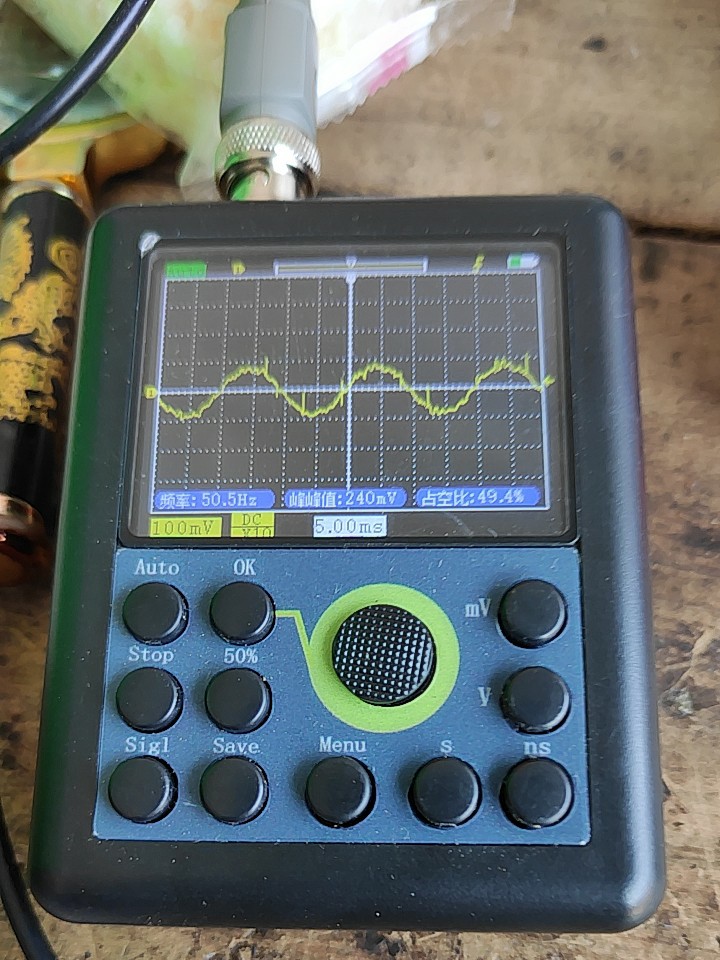 频率:50.5Hz 峰峰值:240mV 占空比:49.4%
100mV DC X10 5.00ms
Auto OK
mV
Stop 50%
V
Sigl Save Menu s ns